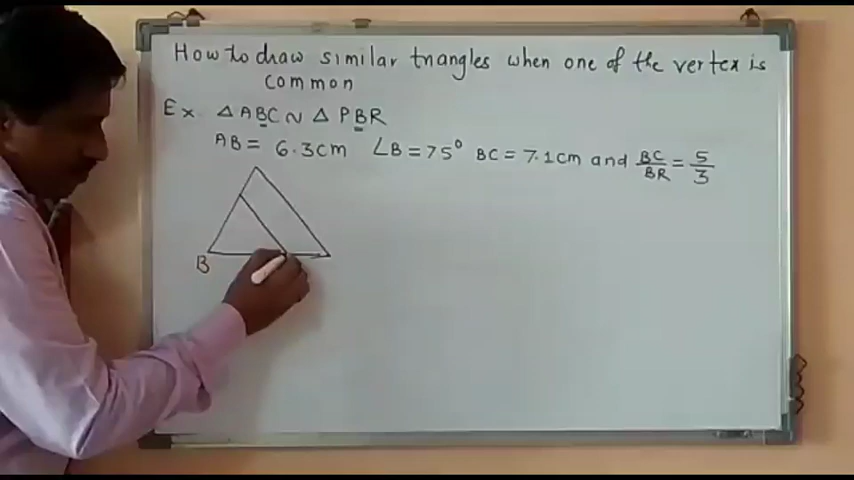 How to draw similar triangles when one of the vertex is
common
Ex △ ABC ~ △ PBR
AB = 6.3cm ∠B = 75° BC = 7.1cm and BC/BR = 5/3
B